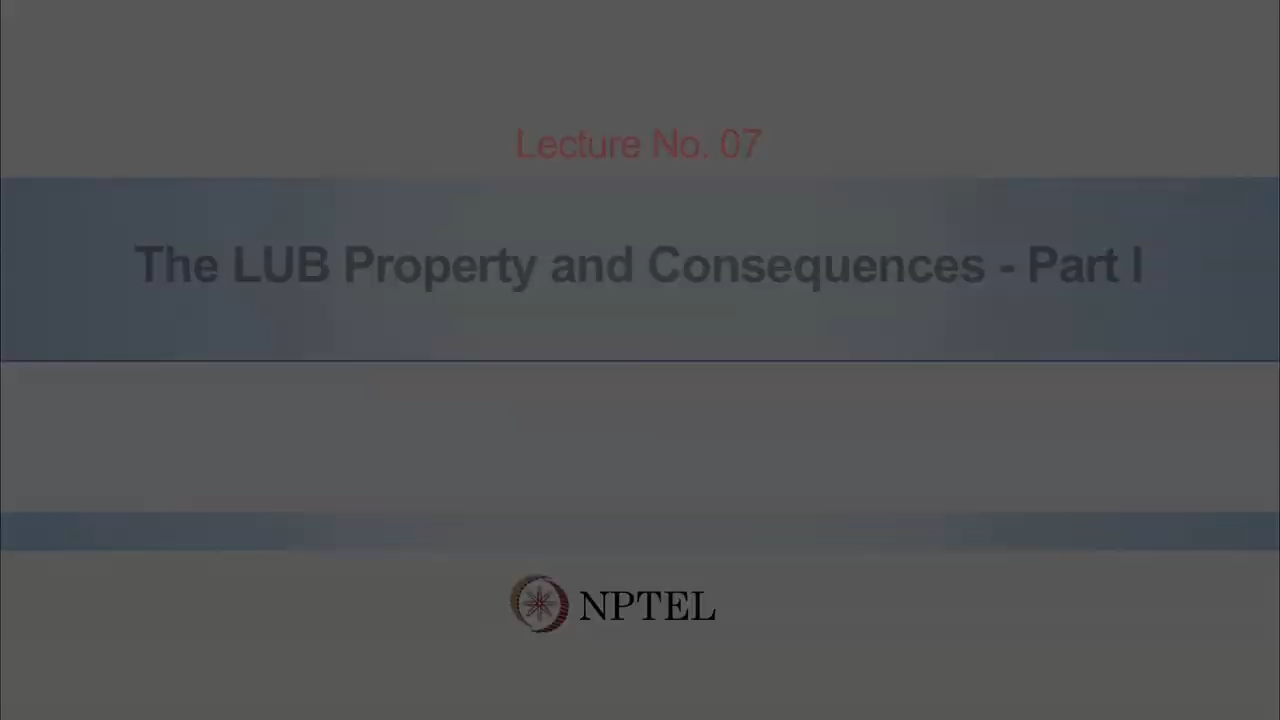 Lecture No. 07
The LUB Property and Consequences - Part I
NPTEL